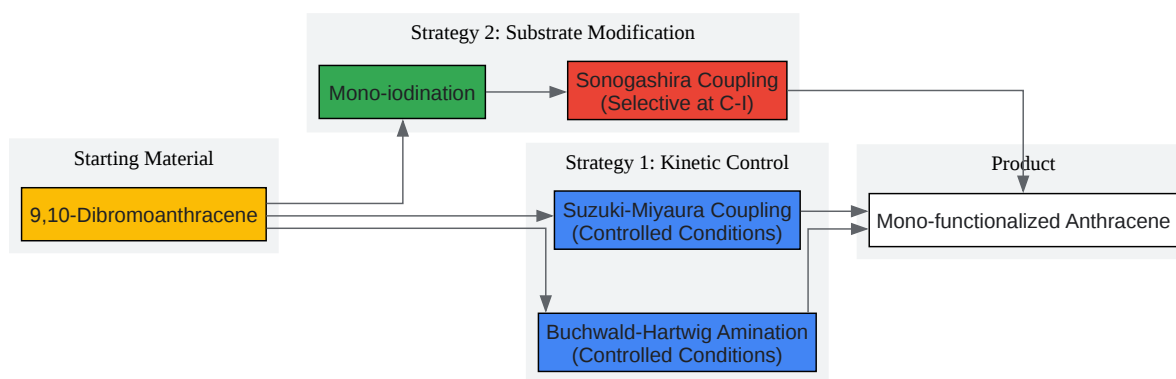 Strategy 2: Substrate Modification
Mono-iodination
Sonogashira Coupling
(Selective at C-I)
Starting Material
9,10-Dibromoanthracene
Strategy 1: Kinetic Control
Suzuki-Miyaura Coupling
(Controlled Conditions)
Buchwald-Hartwig Amination
(Controlled Conditions)
Product
Mono-functionalized Anthracene